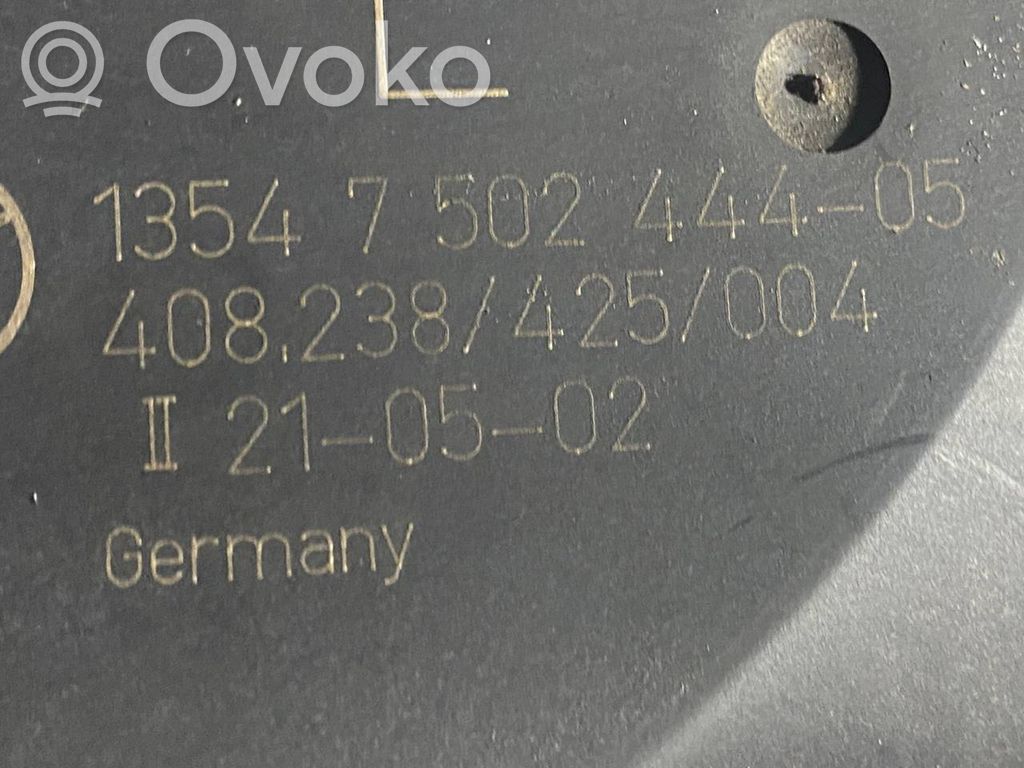 Ovoko
1354 7 502 444-05
408.238/425/004
II 21-05-02
Germany